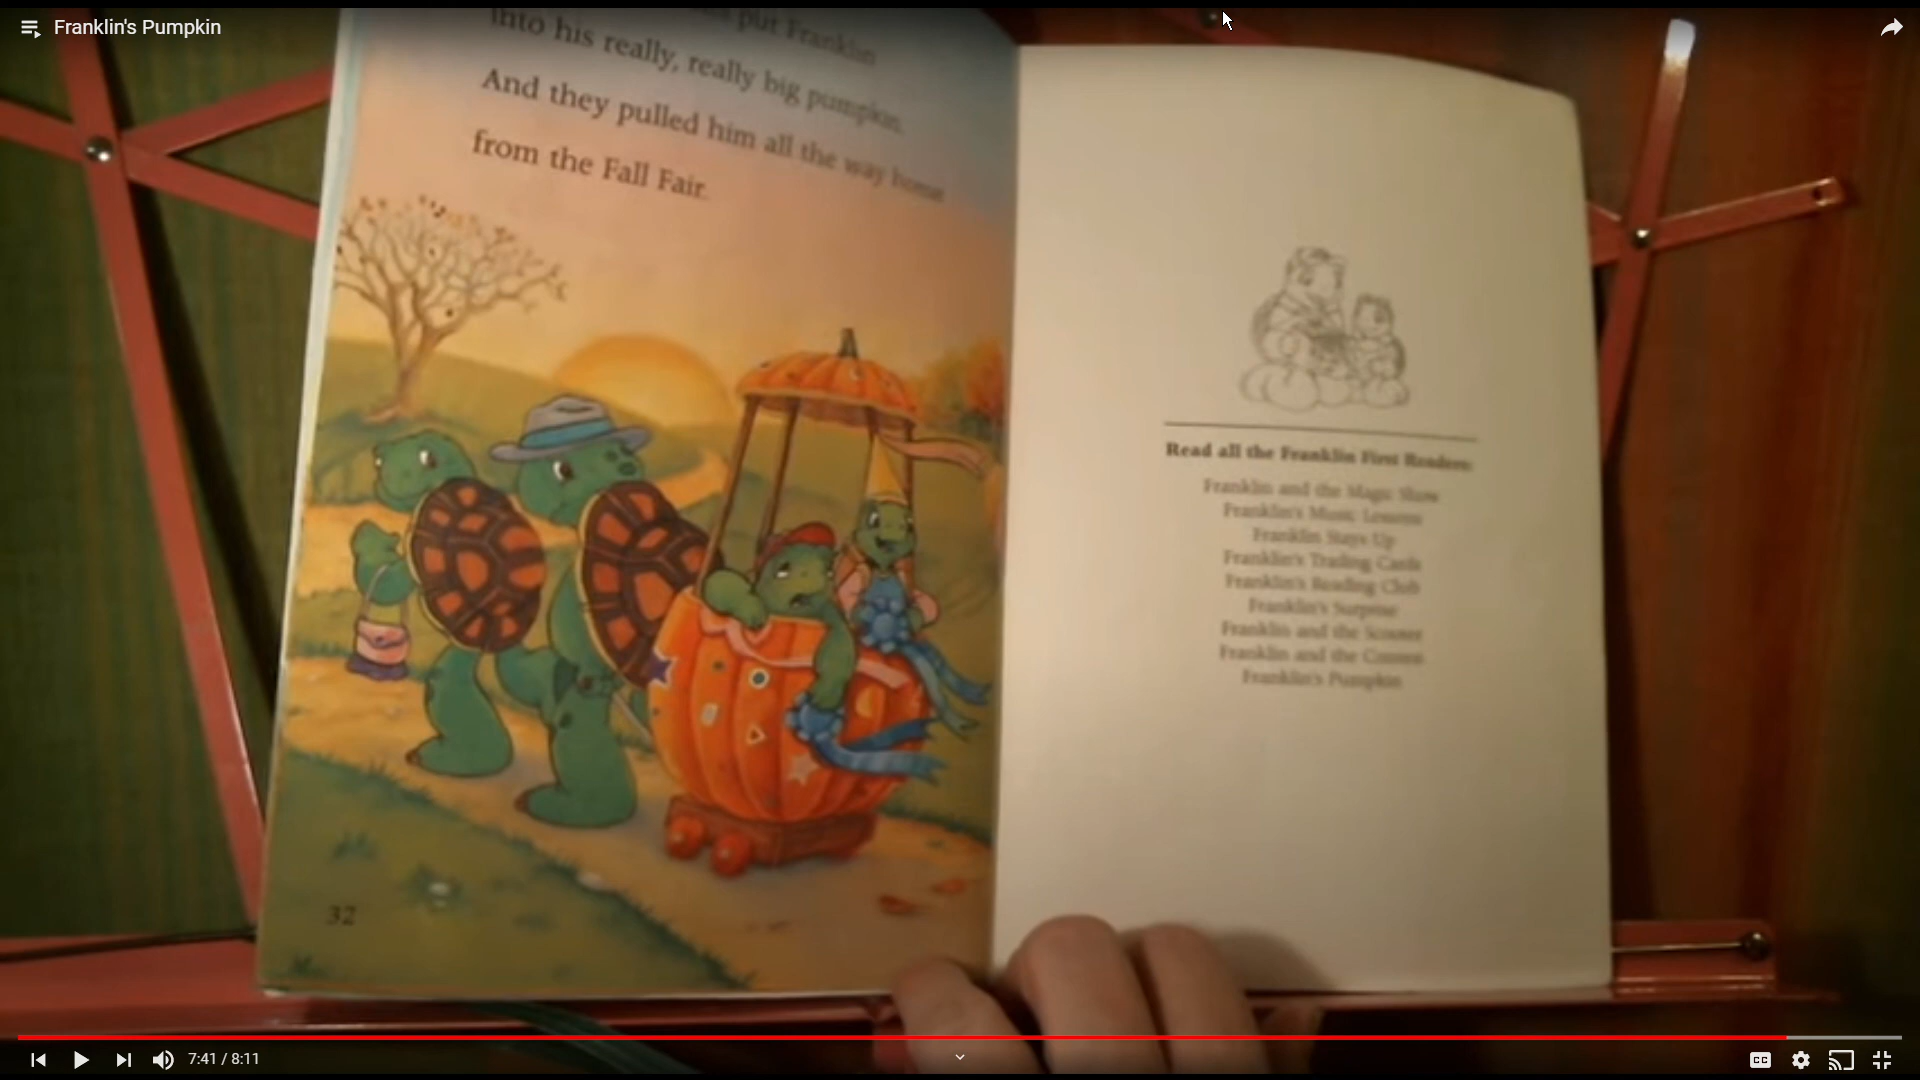 Franklin's Pumpkin
put Franklin
into his really, really big pumpkin.
And they pulled him all the way home
from the Fall Fair.
32
Read all the Franklin First Readers:
Franklin and the Magic Show
Franklin's Music Lessons
Franklin Stays Up
Franklin's Trading Cards
Franklin's Reading Club
Franklin's Surprise
Franklin and the Scooter
Franklin and the Contest
Franklin's Pumpkin
7:41 / 8:11
CC